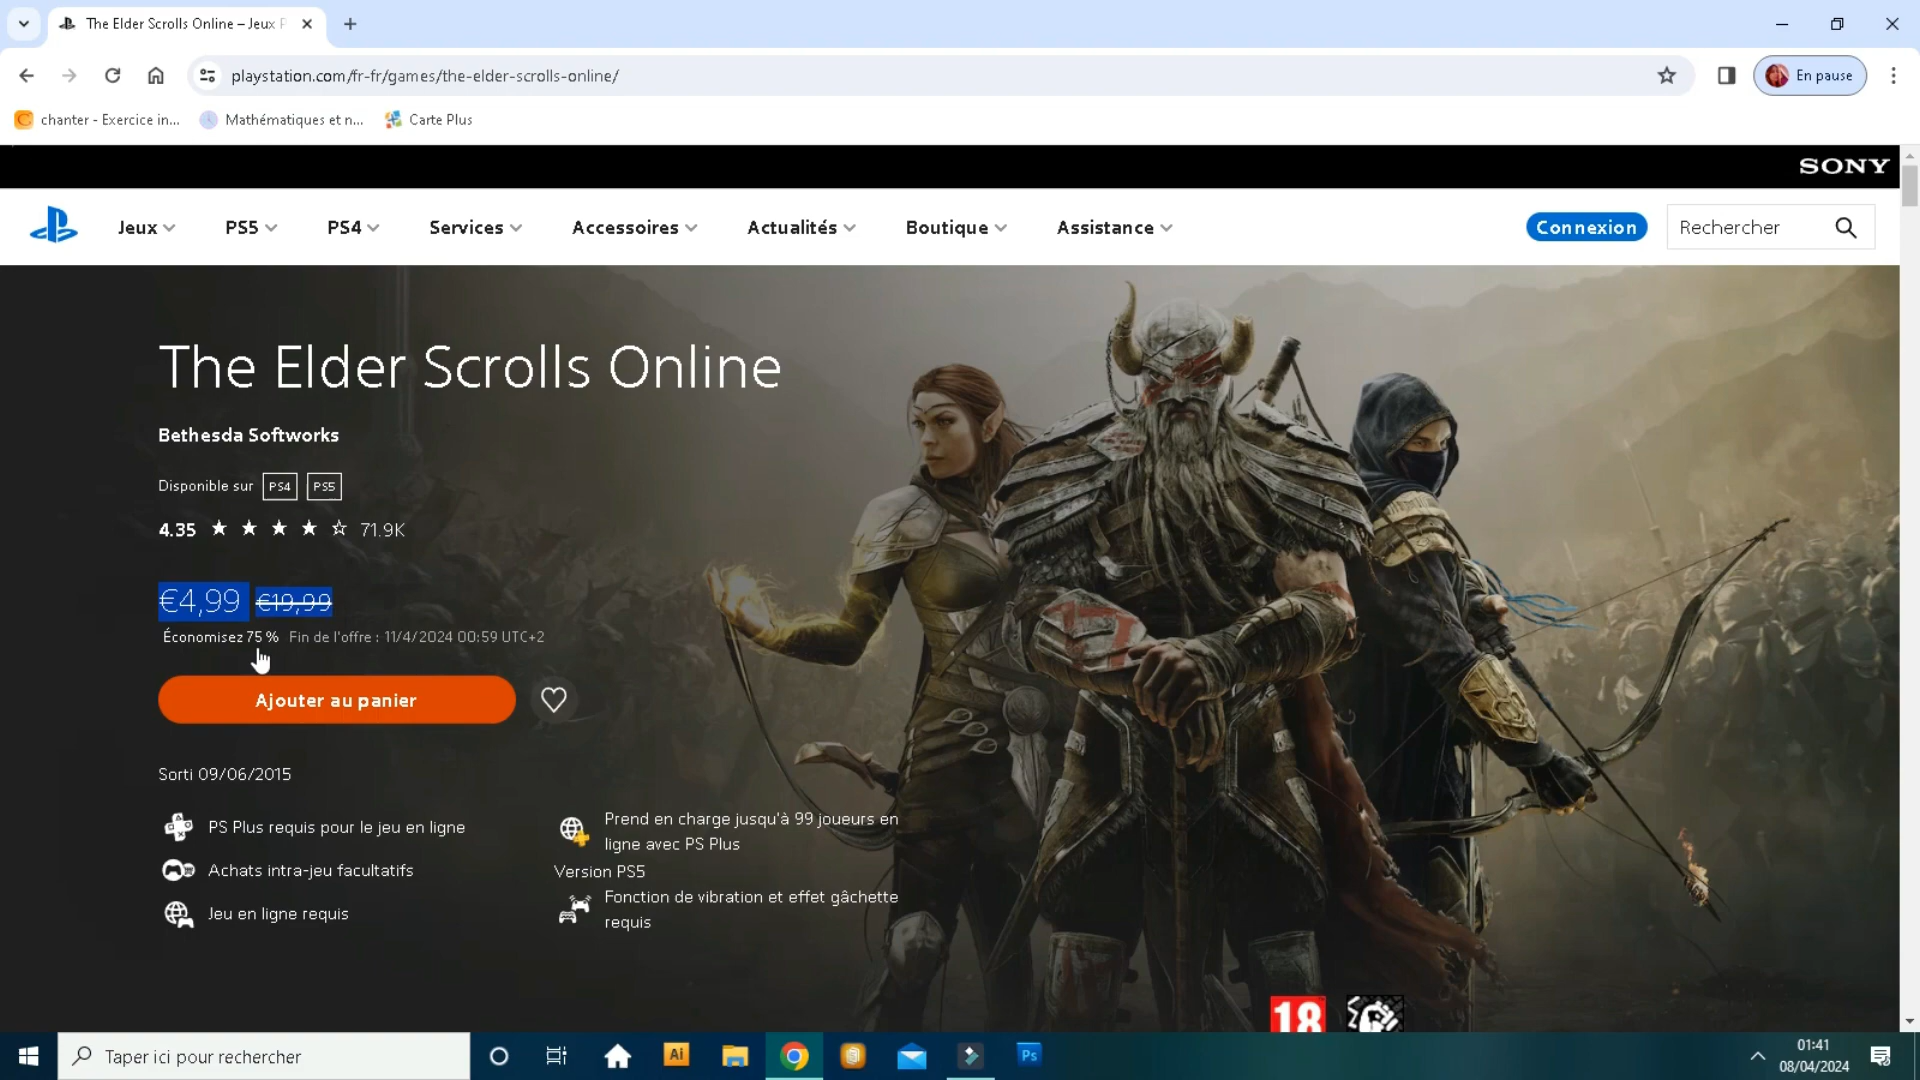 The Elder Scrolls Online – Jeux P
playstation.com/fr-fr/games/the-elder-scrolls-online/
En pause
chanter - Exercice in...
Mathématiques et n...
Carte Plus
SONY
Jeux
PS5
PS4
Services
Accessoires
Actualités
Boutique
Assistance
Connexion
Rechercher
The Elder Scrolls Online
Bethesda Softworks
Disponible sur PS4 PS5
4.35 ★ ★ ★ ★ ☆ 71.9K
€4,99 €19,99
Économisez 75 % Fin de l'offre : 11/4/2024 00:59 UTC+2
Ajouter au panier
Sorti 09/06/2015
PS Plus requis pour le jeu en ligne
Achats intra-jeu facultatifs
Jeu en ligne requis
Prend en charge jusqu'à 99 joueurs en
ligne avec PS Plus
Version PS5
Fonction de vibration et effet gâchette
requis
18
Taper ici pour rechercher
Ai
Ps
01:41
08/04/2024